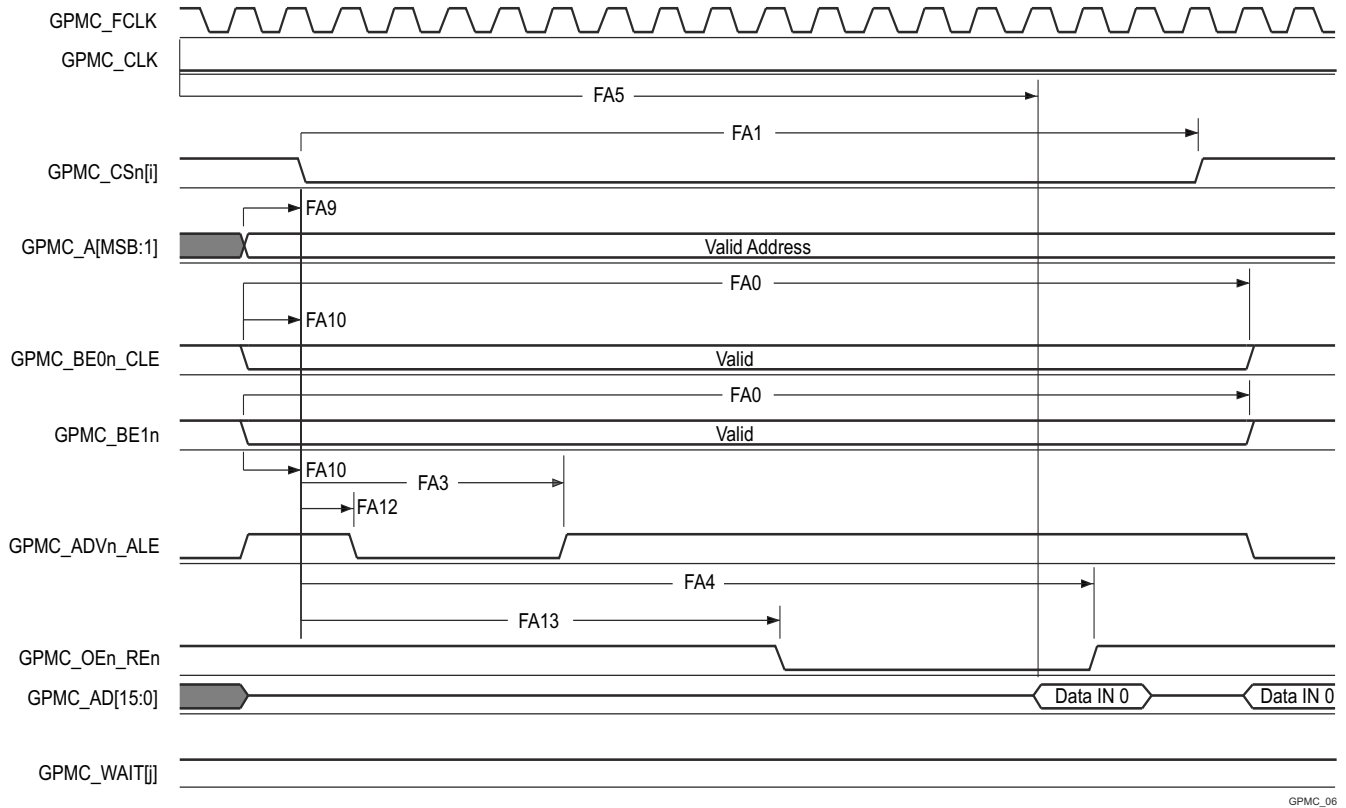 GPMC_FCLK
GPMC_CLK
FA5
FA1
GPMC_CSn[i]
FA9
GPMC_A[MSB:1]
Valid Address
FA0
FA10
GPMC_BE0n_CLE
Valid
FA0
GPMC_BE1n
Valid
FA10
FA3
FA12
GPMC_ADVn_ALE
FA4
FA13
GPMC_OEn_REn
GPMC_AD[15:0]
Data IN 0
Data IN 0
GPMC_WAIT[j]
GPMC_06